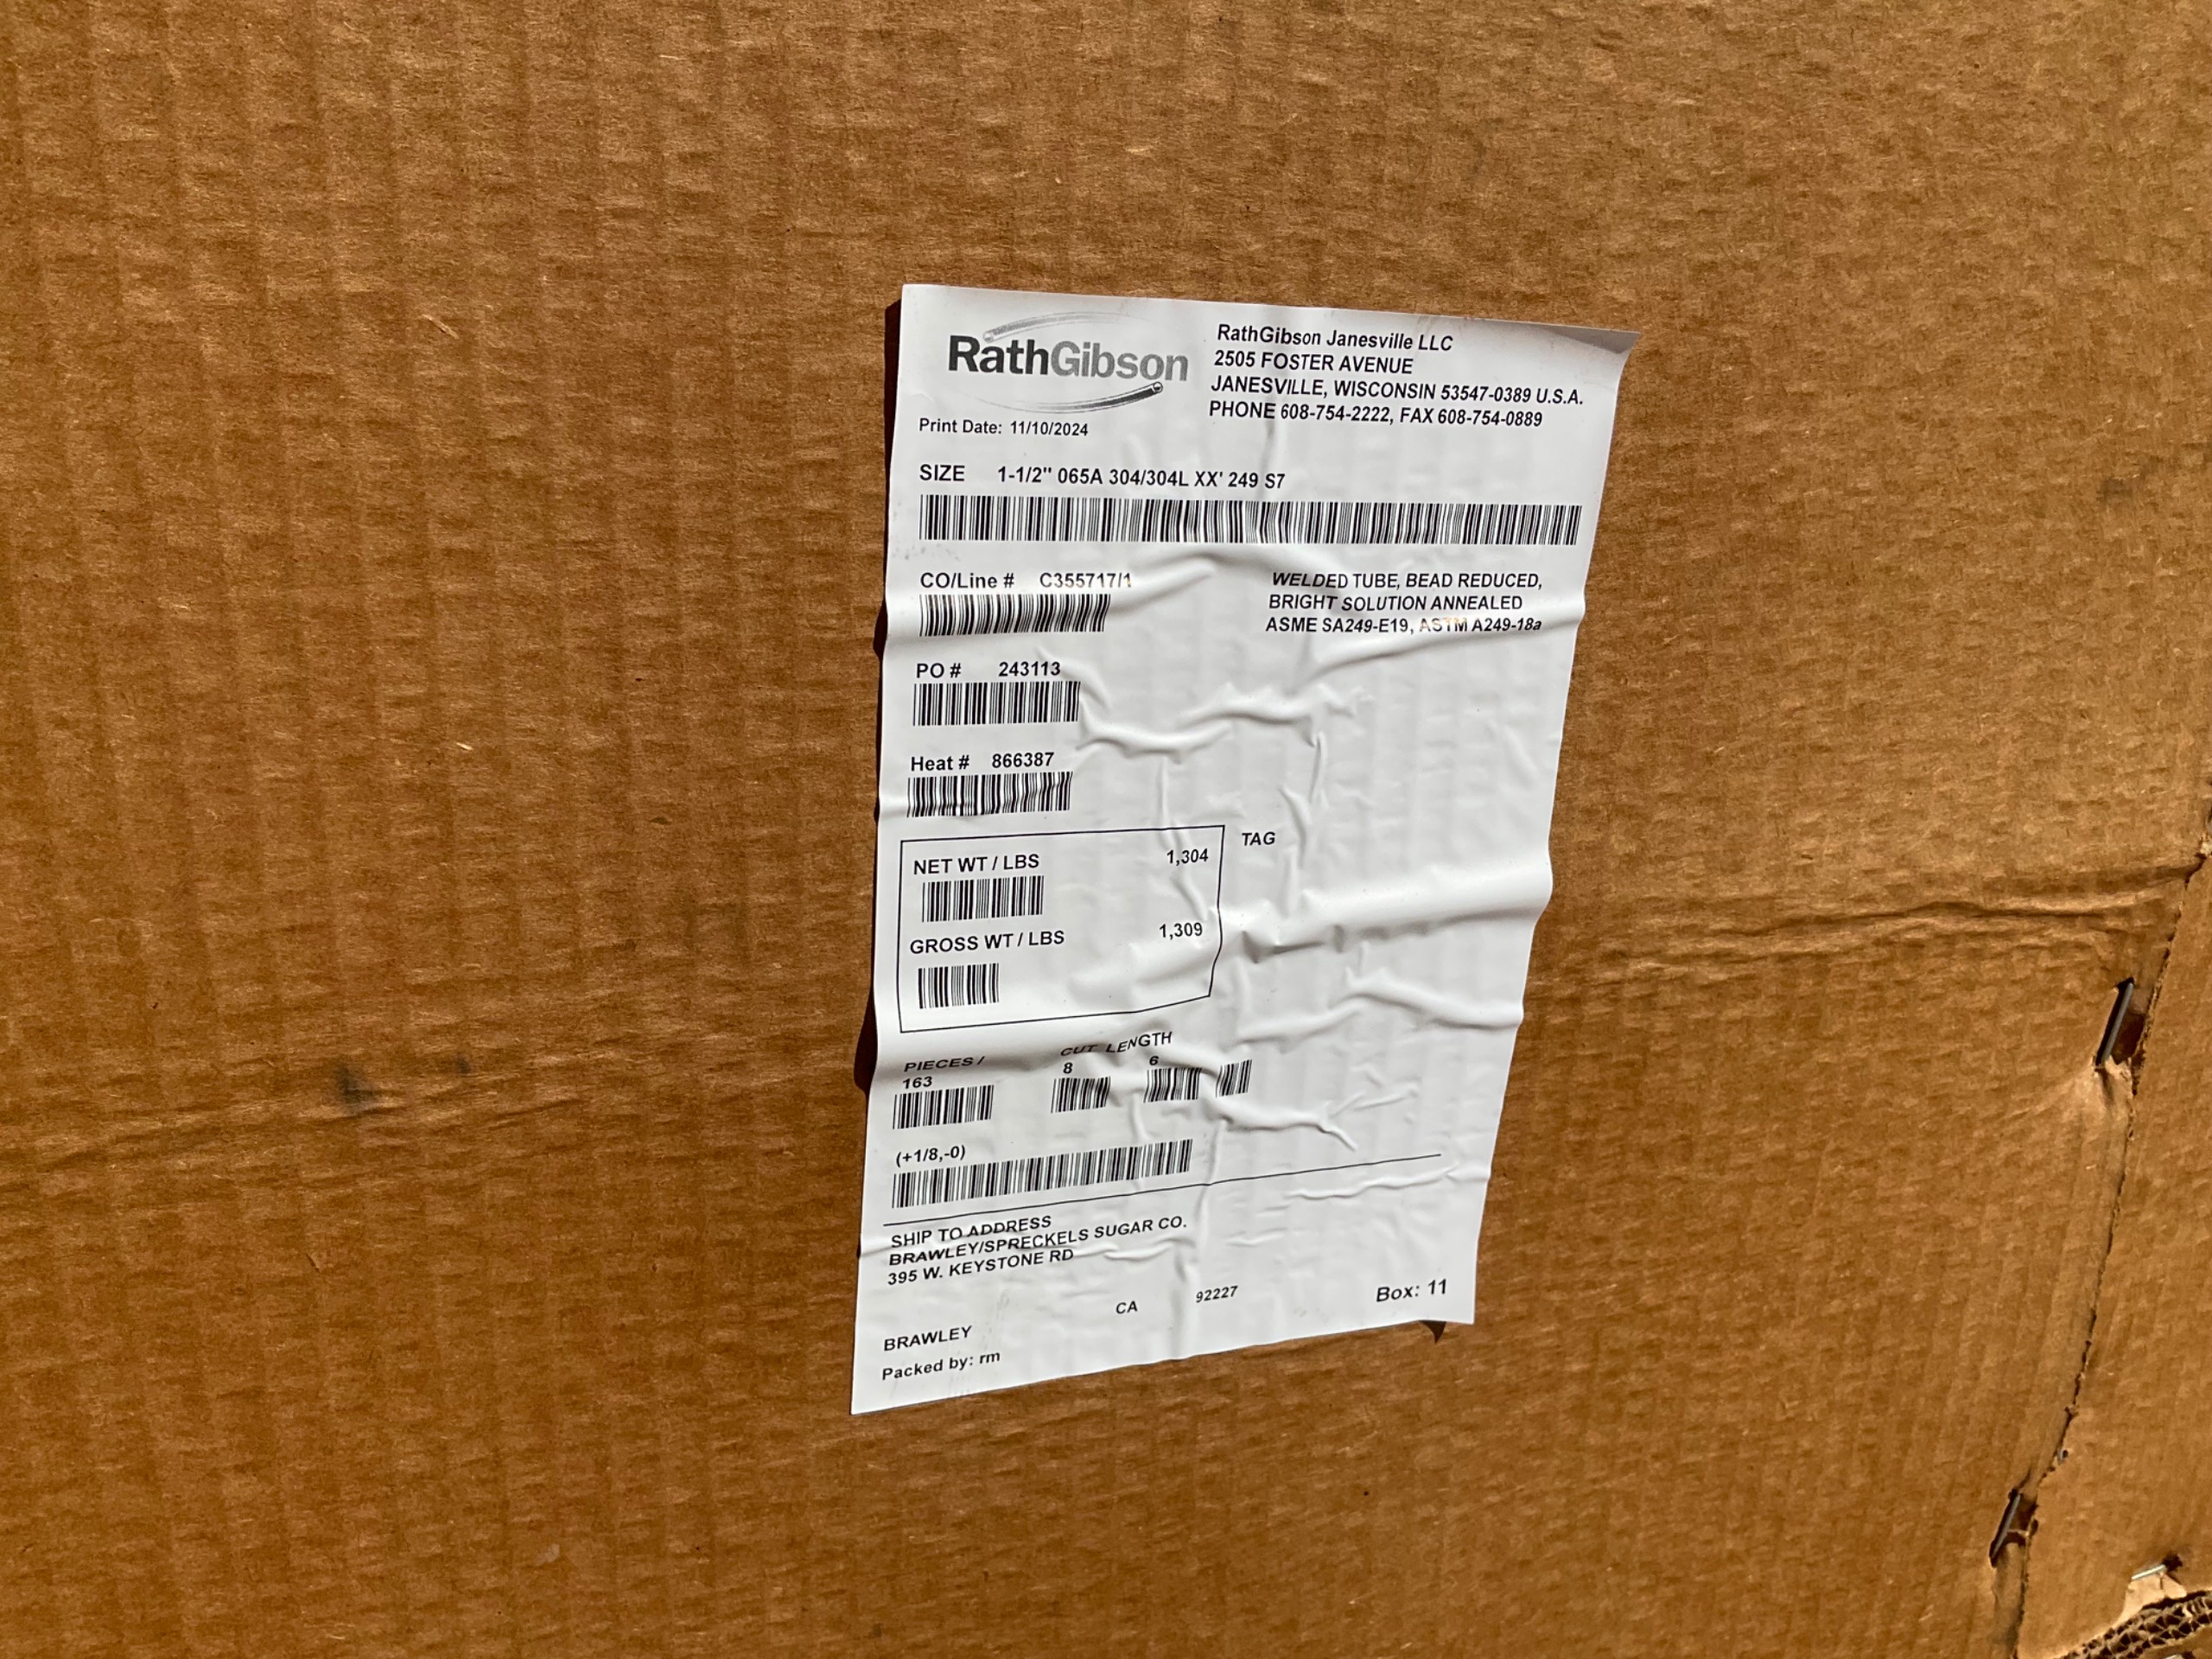 RathGibson
RathGibson Janesville LLC
2505 FOSTER AVENUE
JANESVILLE, WISCONSIN 53547-0389 U.S.A.
PHONE 608-754-2222, FAX 608-754-0889
Print Date: 11/10/2024
SIZE 1-1/2" 065A 304/304L XX' 249 S7
CO/Line # C355717/1
WELDED TUBE, BEAD REDUCED,
BRIGHT SOLUTION ANNEALED
ASME SA249-E19, ASTM A249-18a
PO # 243113
Heat # 866387
NET WT / LBS 1,304
GROSS WT / LBS 1,309
TAG
PIECES / CUT LENGTH
163 8 6
(+1/8,-0)
SHIP TO ADDRESS
BRAWLEY/SPRECKELS SUGAR CO.
395 W. KEYSTONE RD
BRAWLEY CA 92227
Box: 11
Packed by: rm